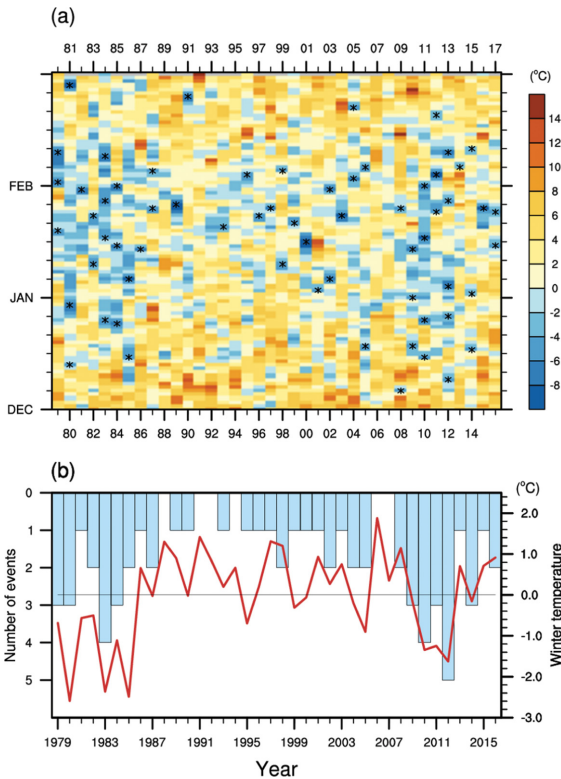 (a)
81 83 85 87 89 91 93 95 97 99 01 03 05 07 09 11 13 15 17
(°C)
14
12
10
8
6
4
2
0
-2
-4
-6
-8
FEB
JAN
DEC
80 82 84 86 88 90 92 94 96 98 00 02 04 06 08 10 12 14
(b)
(°C)
0
1
2
3
4
5
Number of events
2.0
1.0
0.0
-1.0
-2.0
-3.0
Winter temperature
1979 1983 1987 1991 1995 1999 2003 2007 2011 2015
Year